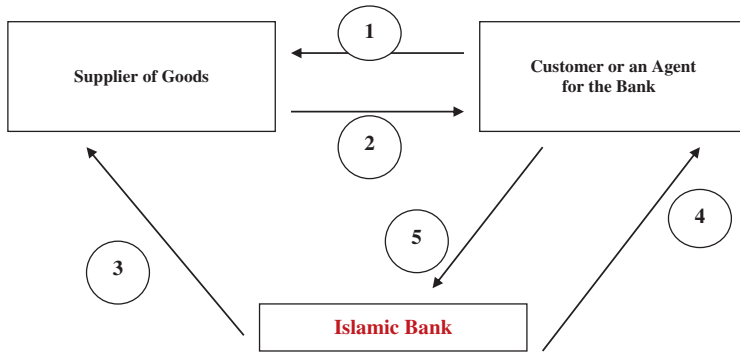 1
Supplier of Goods
Customer or an Agent
for the Bank
2
3
5
4
Islamic Bank